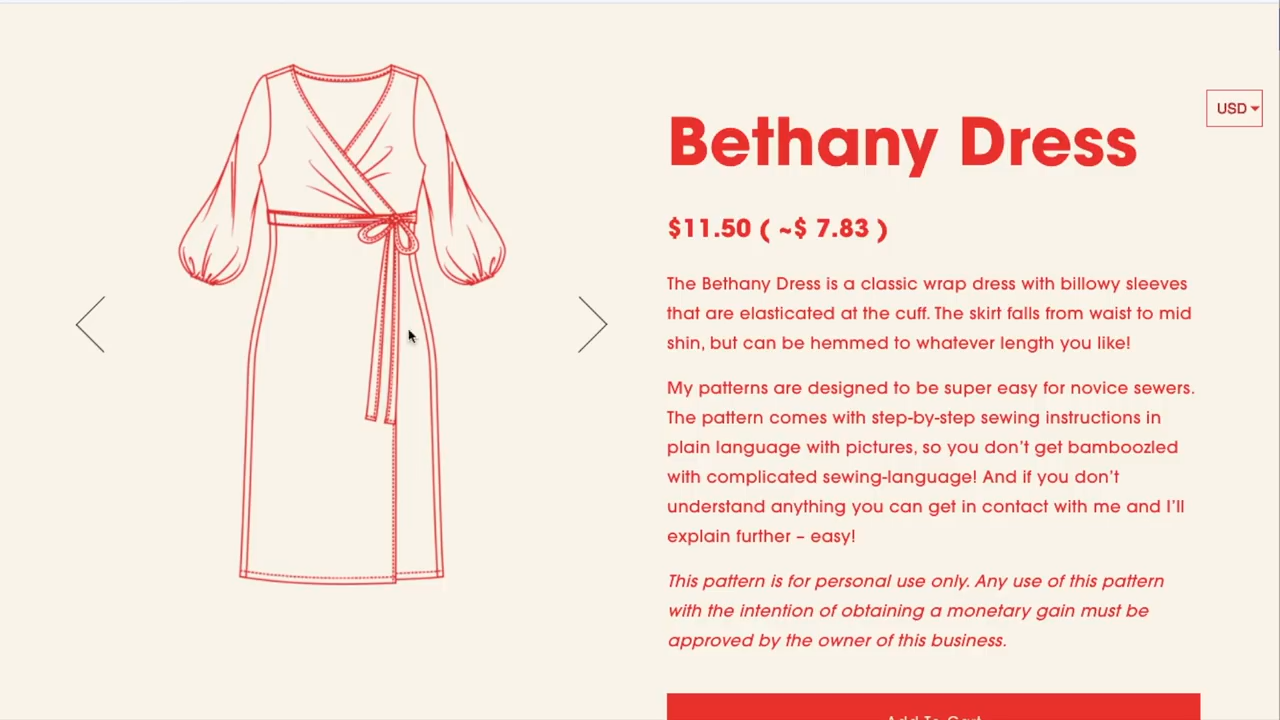 USD
Bethany Dress
$11.50 ( ~$ 7.83 )
The Bethany Dress is a classic wrap dress with billowy sleeves
that are elasticated at the cuff. The skirt falls from waist to mid
shin, but can be hemmed to whatever length you like!
My patterns are designed to be super easy for novice sewers.
The pattern comes with step-by-step sewing instructions in
plain language with pictures, so you don’t get bamboozled
with complicated sewing-language! And if you don’t
understand anything you can get in contact with me and I’ll
explain further – easy!
This pattern is for personal use only. Any use of this pattern
with the intention of obtaining a monetary gain must be
approved by the owner of this business.
Add To Cart